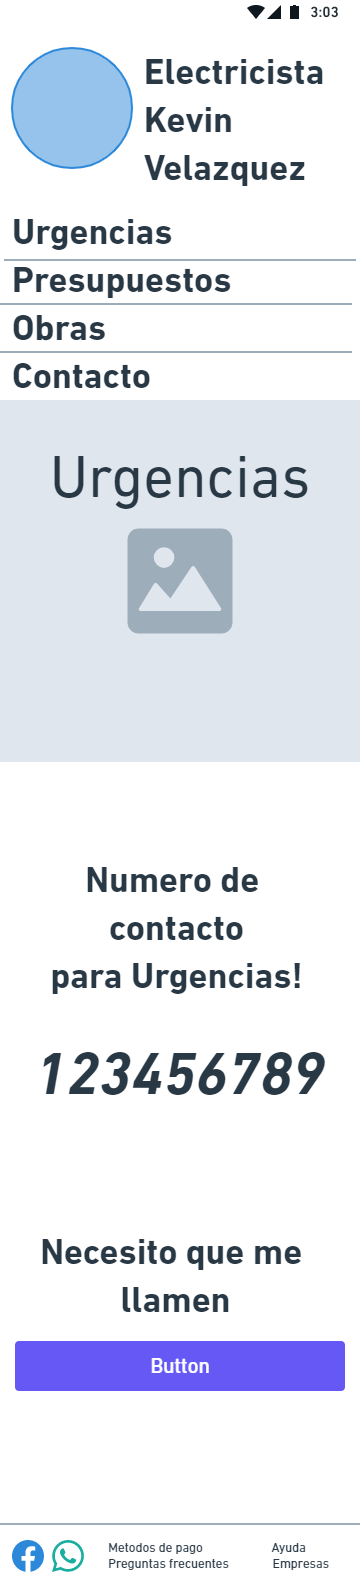 3:03
Electricista
Kevin
Velazquez
Urgencias
Presupuestos
Obras
Contacto
Urgencias
Numero de
contacto
para Urgencias!
123456789
Necesito que me
llamen
Button
Metodos de pago
Preguntas frecuentes
Ayuda
Empresas